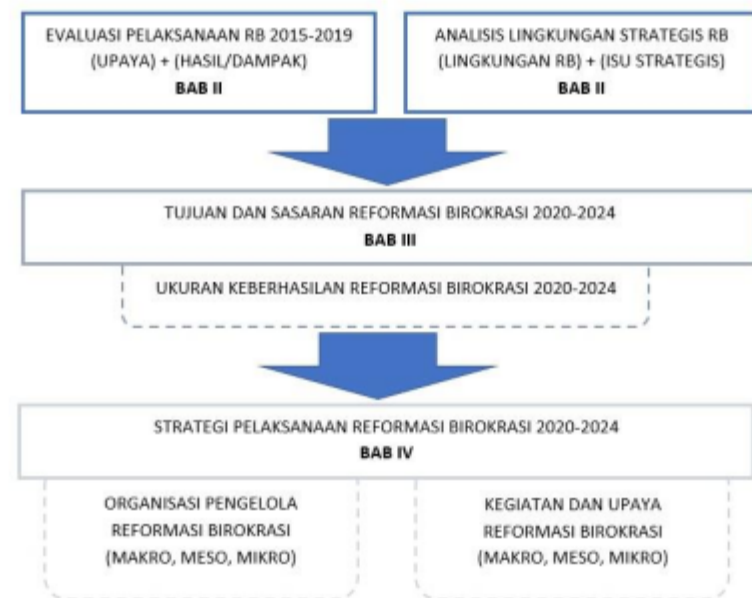 EVALUASI PELAKSANAAN RB 2015-2019
(UPAYA) + (HASIL/DAMPAK)
BAB II
ANALISIS LINGKUNGAN STRATEGIS RB
(LINGKUNGAN RB) + (ISU STRATEGIS)
BAB II
TUJUAN DAN SASARAN REFORMASI BIROKRASI 2020-2024
BAB III
UKURAN KEBERHASILAN REFORMASI BIROKRASI 2020-2024
STRATEGI PELAKSANAAN REFORMASI BIROKRASI 2020-2024
BAB IV
ORGANISASI PENGELOLA
REFORMASI BIROKRASI
(MAKRO, MESO, MIKRO)
KEGIATAN DAN UPAYA
REFORMASI BIROKRASI
(MAKRO, MESO, MIKRO)